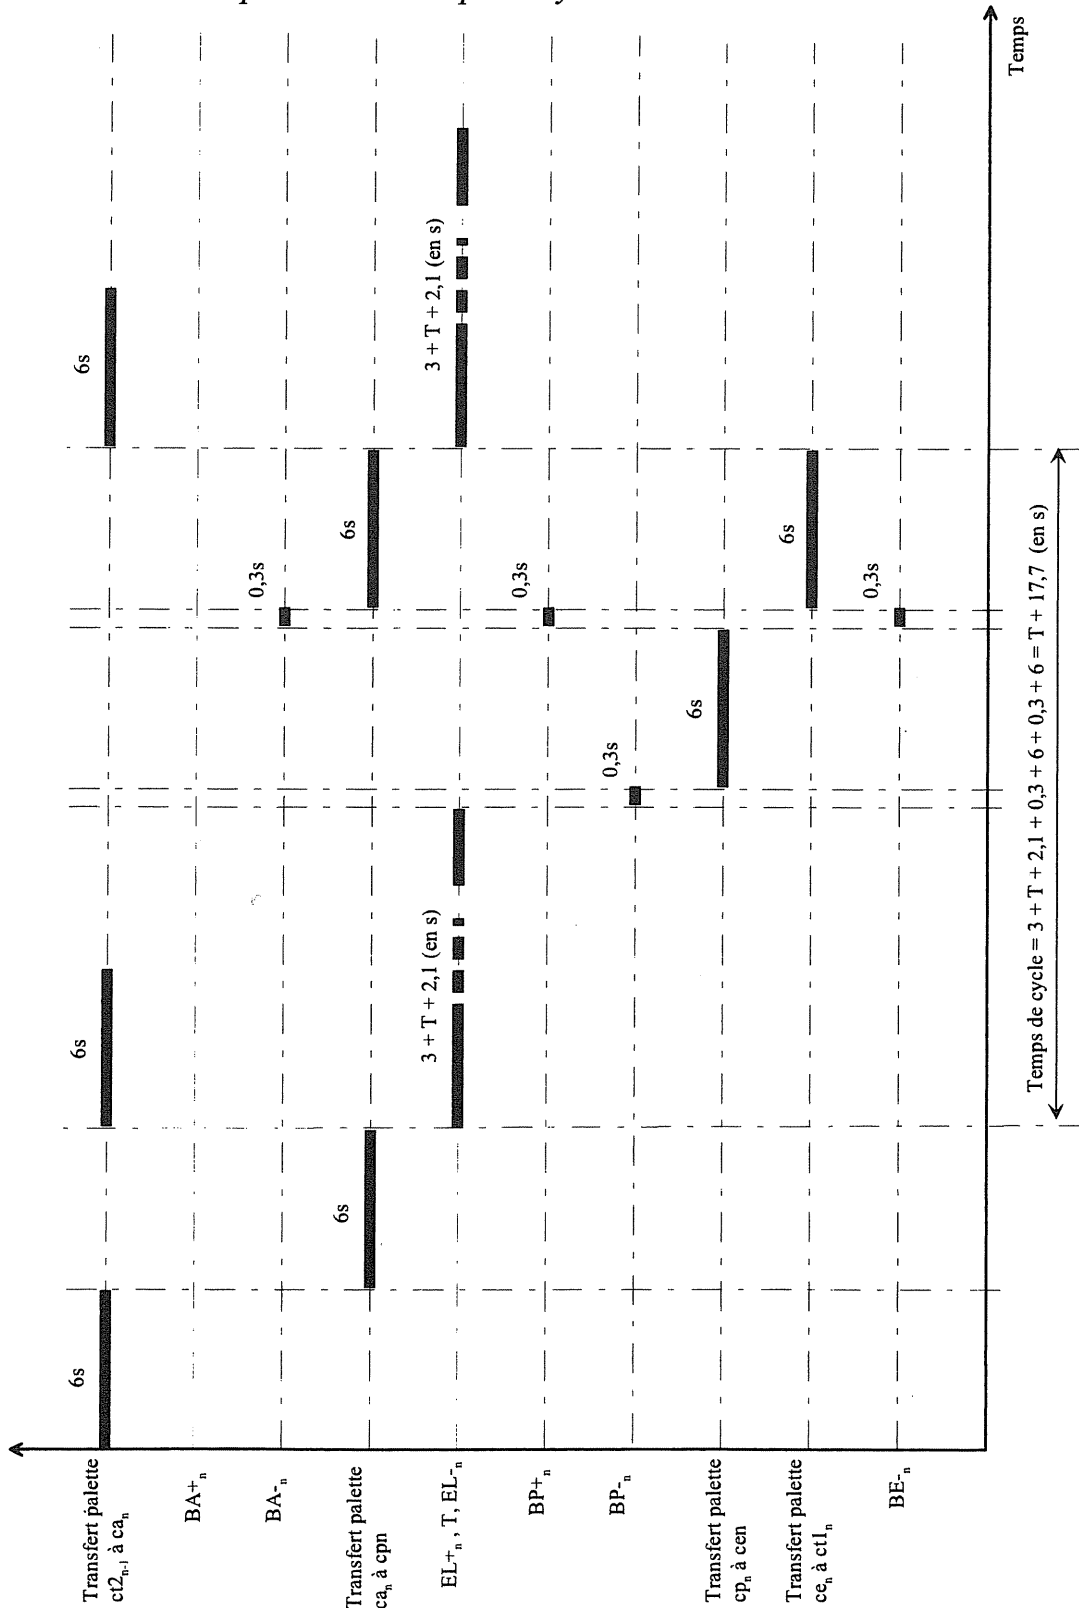 Transfert palette
ct2n-1 à can
6s
6s
6s
BA+n
BA-n
0,3s
Transfert palette
can à cpn
6s
6s
EL+n , T, EL-n
3 + T + 2,1 (en s)
3 + T + 2,1 (en s)
BP+n
0,3s
BP-n
0,3s
Transfert palette
cpn à cen
6s
Transfert palette
cen à ct1n
6s
BE-n
0,3s
Temps
Temps de cycle = 3 + T + 2,1 + 0,3 + 6 + 0,3 + 6 = T + 17,7 (en s)